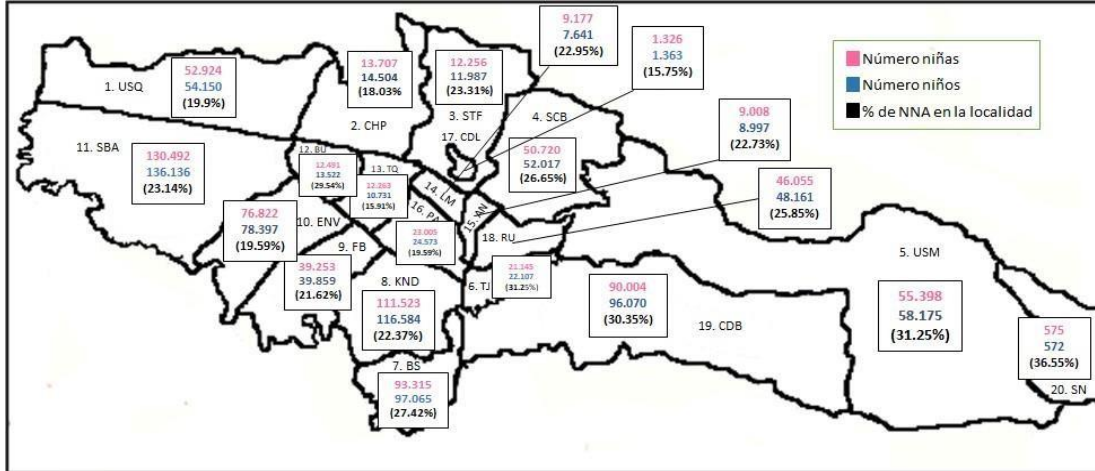 9.177
7.641
(22.95%)
1.326
1.363
(15.75%)
Número niñas
Número niños
% de NNA en la localidad
52.924
54.150
(19.9%)
1. USQ
13.707
14.504
(18.03%
2. CHP
12.256
11.987
(23.31%)
3. STF
17. CDL
4. SCB
50.720
52.017
(26.65%)
9.008
8.997
(22.73%)
46.055
48.161
(25.85%)
11. SBA
130.492
136.136
(23.14%)
12. BU
12.491
13.522
(29.54%)
13. TQ
12.263
10.731
(15.91%)
14. LM
15. AN
16. PA
23.005
24.573
(19.59%)
76.822
78.397
(19.59%)
10. ENV
9. FB
39.253
39.859
(21.62%)
18. RU
8. KND
111.523
116.584
(22.37%)
6. TJ
21.145
22.107
(31.25%)
90.004
96.070
(30.35%)
19. CDB
5. USM
55.398
58.175
(31.25%)
575
572
(36.55%)
20. SN
7. BS
93.315
97.065
(27.42%)